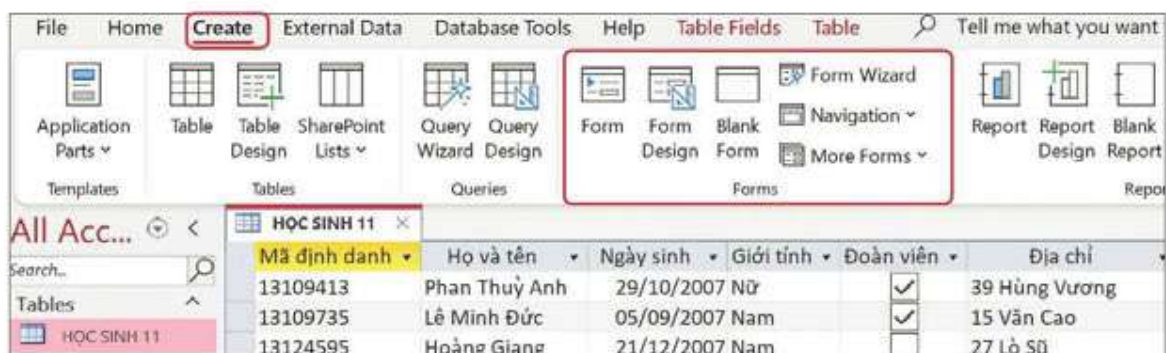 File Home Create External Data Database Tools Help Table Fields Table Tell me what you want
Application Parts
Table
Table Design
SharePoint Lists
Query Wizard
Query Design
Form
Form Design
Blank Form
Form Wizard
Navigation
More Forms
Report
Report Design
Blank Report
Templates Tables Queries Forms Repor
All Acc...
Search..
Tables
HỌC SINH 11
HỌC SINH 11
Mã định danh Họ và tên Ngày sinh Giới tính Đoàn viên Địa chỉ
13109413 Phan Thuỳ Anh 29/10/2007 Nữ 39 Hùng Vương
13109735 Lê Minh Đức 05/09/2007 Nam 15 Văn Cao
13124595 Hoàng Giang 21/12/2007 Nam 27 Lò Sũ